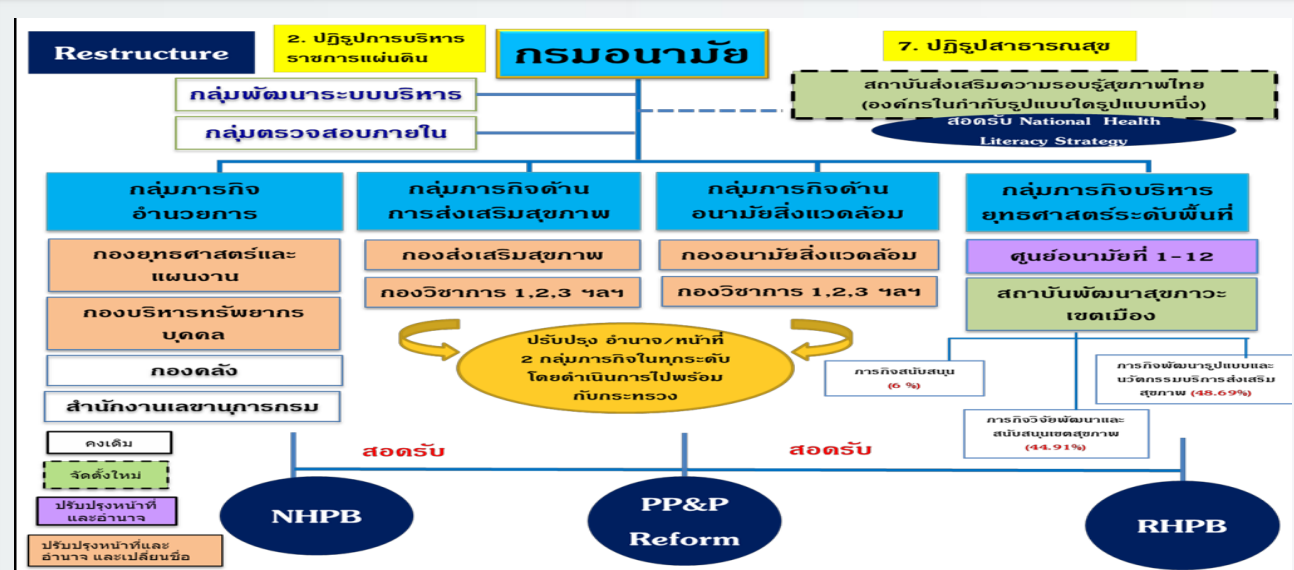 Restructure
2. ปฏิรูปการบริหาร
ราชการแผ่นดิน
กรมอนามัย
7. ปฏิรูปสาธารณสุข
กลุ่มพัฒนาระบบบริหาร
กลุ่มตรวจสอบภายใน
สถาบันส่งเสริมความรอบรู้สุขภาพไทย
(องค์กรในกำกับรูปแบบใดรูปแบบหนึ่ง)
สอดรับ National Health
Literacy Strategy
กลุ่มภารกิจ
อำนวยการ
กลุ่มภารกิจด้าน
การส่งเสริมสุขภาพ
กลุ่มภารกิจด้าน
อนามัยสิ่งแวดล้อม
กลุ่มภารกิจบริหาร
ยุทธศาสตร์ระดับพื้นที่
กองยุทธศาสตร์และ
แผนงาน
กองบริหารทรัพยากร
บุคคล
กองคลัง
สำนักงานเลขานุการกรม
กองส่งเสริมสุขภาพ
กองวิชาการ 1,2,3 ฯลฯ
กองอนามัยสิ่งแวดล้อม
กองวิชาการ 1,2,3 ฯลฯ
ศูนย์อนามัยที่ 1-12
สถาบันพัฒนาสุขภาวะ
เขตเมือง
ปรับปรุง อำนาจ/หน้าที่
2 กลุ่มภารกิจในทุกระดับ
โดยดำเนินการไปพร้อม
กับกระทรวง
ภารกิจสนับสนุน
(6 %)
ภารกิจพัฒนารูปแบบและ
นวัตกรรมบริการส่งเสริม
สุขภาพ (48.69%)
ภารกิจวิจัยพัฒนาและ
สนับสนุนเขตสุขภาพ
(44.91%)
คงเดิม
จัดตั้งใหม่
ปรับปรุงหน้าที่
และอำนาจ
ปรับปรุงหน้าที่และ
อำนาจ และเปลี่ยนชื่อ
สอดรับ
สอดรับ
NHPB
PP&P
Reform
RHPB